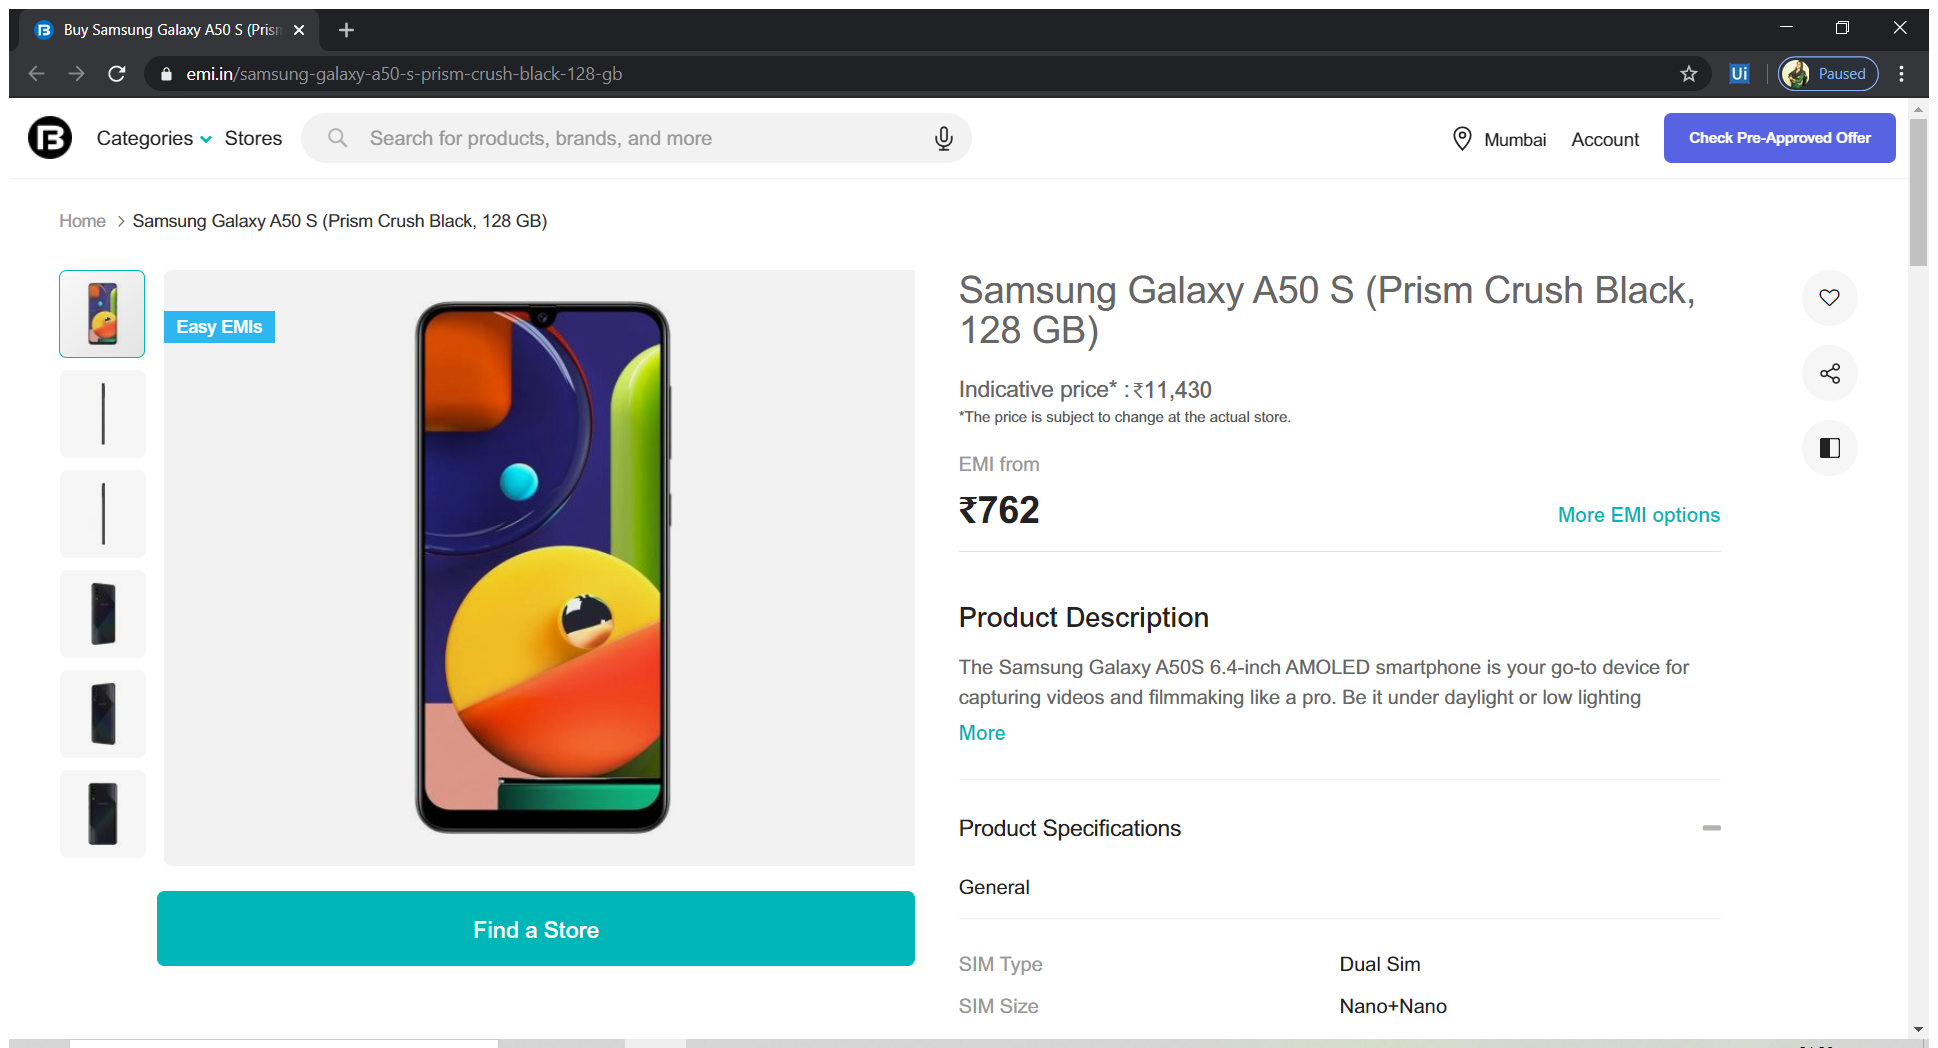 Buy Samsung Galaxy A50 S (Prism
emi.in/samsung-galaxy-a50-s-prism-crush-black-128-gb
Ui
Paused
B
Categories
Stores
Search for products, brands, and more
Mumbai
Account
Check Pre-Approved Offer
Home > Samsung Galaxy A50 S (Prism Crush Black, 128 GB)
Easy EMIs
Samsung Galaxy A50 S (Prism Crush Black,
128 GB)
Indicative price* :₹11,430
*The price is subject to change at the actual store.
EMI from
₹762
More EMI options
Product Description
The Samsung Galaxy A50S 6.4-inch AMOLED smartphone is your go-to device for
capturing videos and filmmaking like a pro. Be it under daylight or low lighting
More
Product Specifications
General
Find a Store
SIM Type Dual Sim
SIM Size Nano+Nano